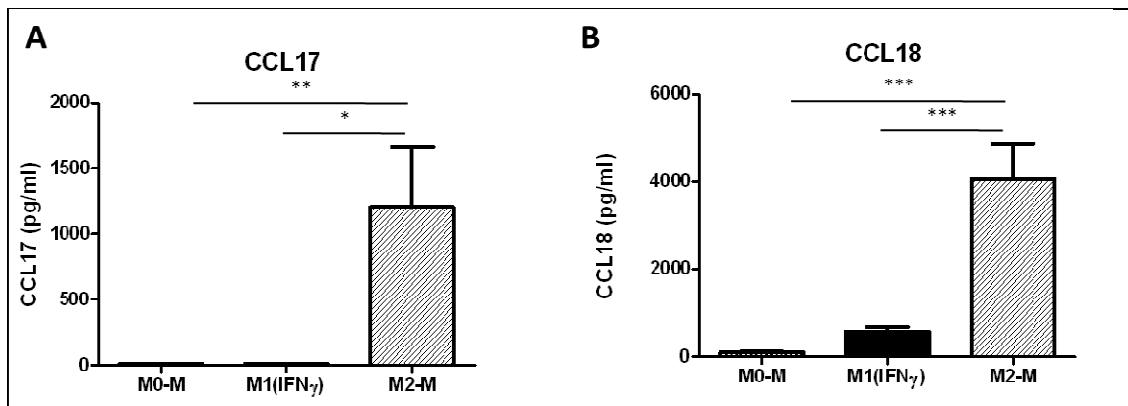 A
CCL17
**
*
CCL17 (pg/ml)
2000
1500
1000
500
0
M0-M M1(IFNγ) M2-M
B
CCL18
***
***
CCL18 (pg/ml)
6000
4000
2000
0
M0-M M1(IFNγ) M2-M